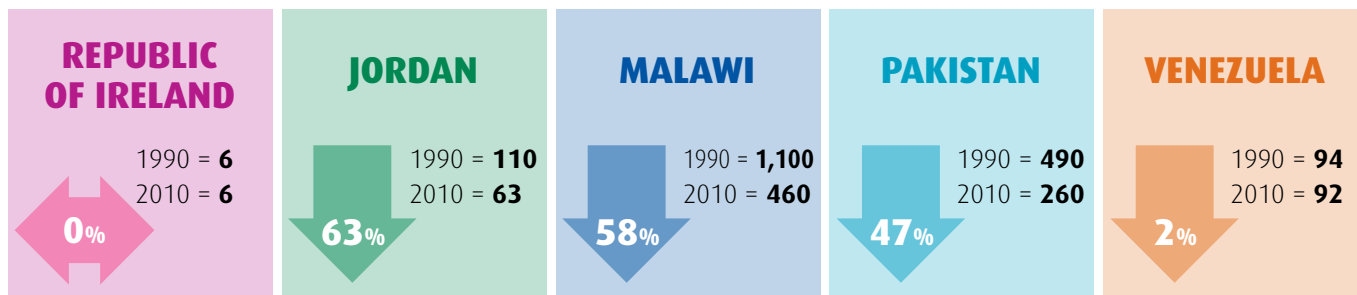 REPUBLIC
OF IRELAND
1990 = 6
2010 = 6
0%
JORDAN
1990 = 110
2010 = 63
63%
MALAWI
1990 = 1,100
2010 = 460
58%
PAKISTAN
1990 = 490
2010 = 260
47%
VENEZUELA
1990 = 94
2010 = 92
2%